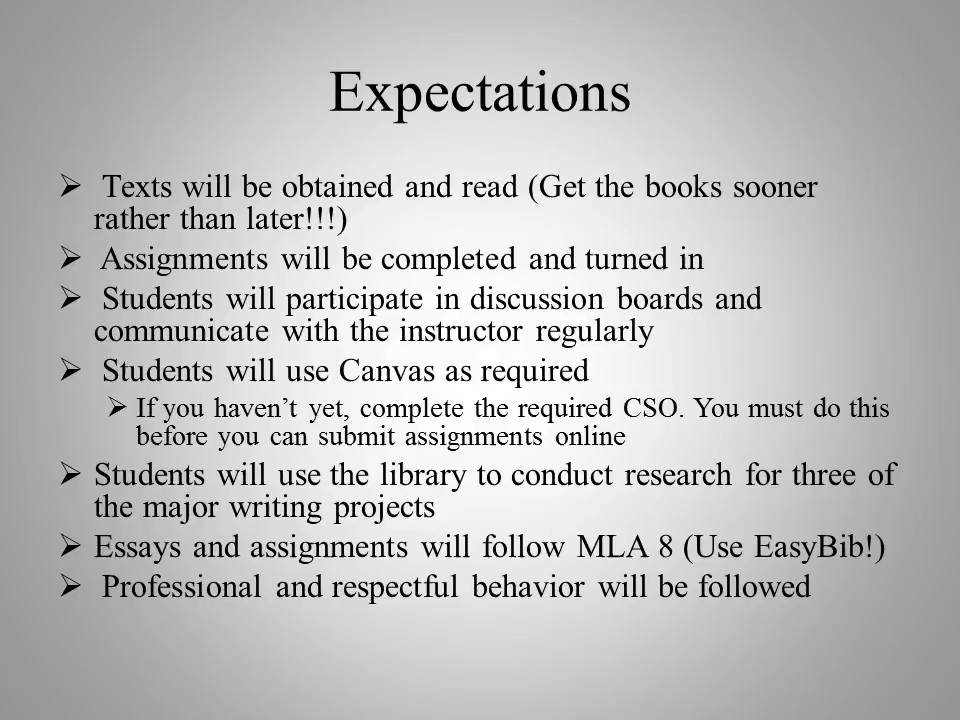 Expectations
➢ Texts will be obtained and read (Get the books sooner
rather than later!!!)
➢ Assignments will be completed and turned in
➢ Students will participate in discussion boards and
communicate with the instructor regularly
➢ Students will use Canvas as required
➢ If you haven’t yet, complete the required CSO. You must do this
before you can submit assignments online
➢ Students will use the library to conduct research for three of
the major writing projects
➢ Essays and assignments will follow MLA 8 (Use EasyBib!)
➢ Professional and respectful behavior will be followed